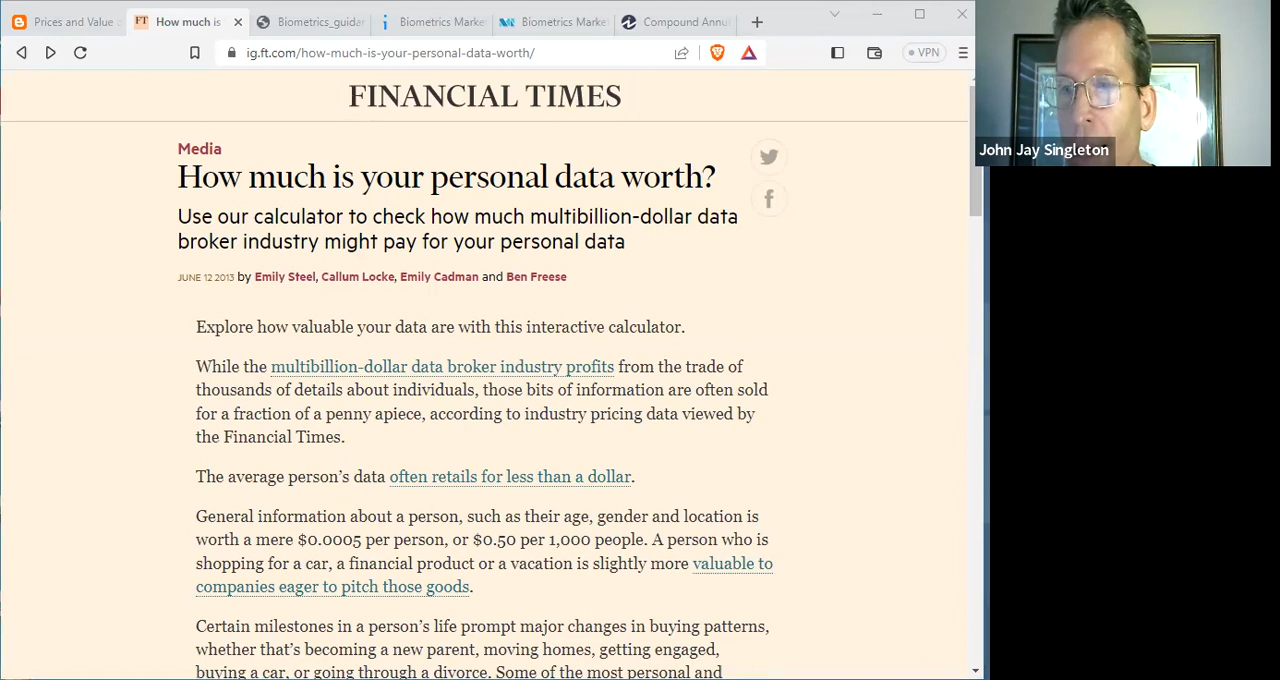 Prices and Value
FT How much is
Biometrics_guidan
Biometrics Market
Biometrics Market
Compound Annu
ig.ft.com/how-much-is-your-personal-data-worth/
VPN
FINANCIAL TIMES
Media
How much is your personal data worth?
Use our calculator to check how much multibillion-dollar data
broker industry might pay for your personal data
JUNE 12 2013 by Emily Steel, Callum Locke, Emily Cadman and Ben Freese
Explore how valuable your data are with this interactive calculator.
While the multibillion-dollar data broker industry profits from the trade of
thousands of details about individuals, those bits of information are often sold
for a fraction of a penny apiece, according to industry pricing data viewed by
the Financial Times.
The average person's data often retails for less than a dollar.
General information about a person, such as their age, gender and location is
worth a mere $0.0005 per person, or $0.50 per 1,000 people. A person who is
shopping for a car, a financial product or a vacation is slightly more valuable to
companies eager to pitch those goods.
Certain milestones in a person's life prompt major changes in buying patterns,
whether that's becoming a new parent, moving homes, getting engaged,
buying a car, or going through a divorce. Some of the most personal and
John Jay Singleton